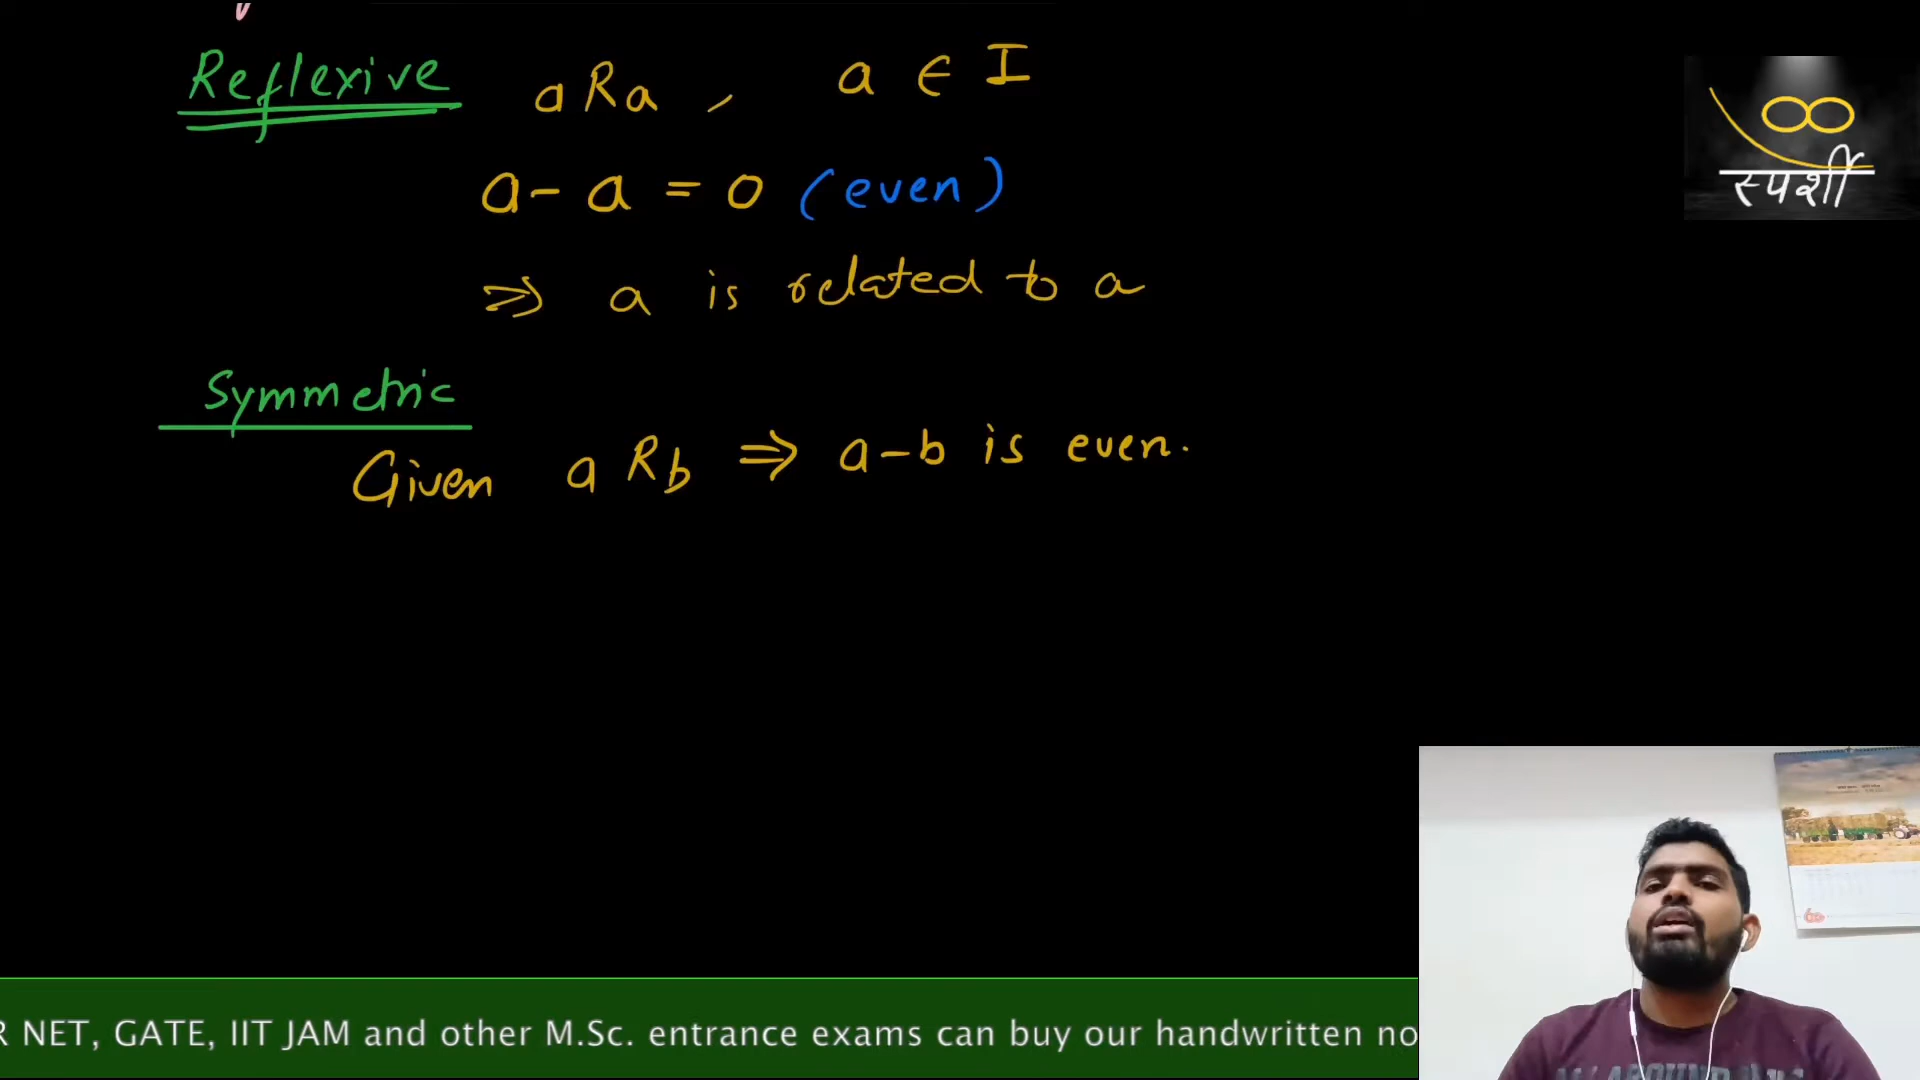 Reflexive aRa , a ∈ I
a - a = 0 (even)
⇒ a is related to a
Symmetric
Given a R b ⇒ a-b is even.
स्पर्शी
R NET, GATE, IIT JAM and other M.Sc. entrance exams can buy our handwritten no